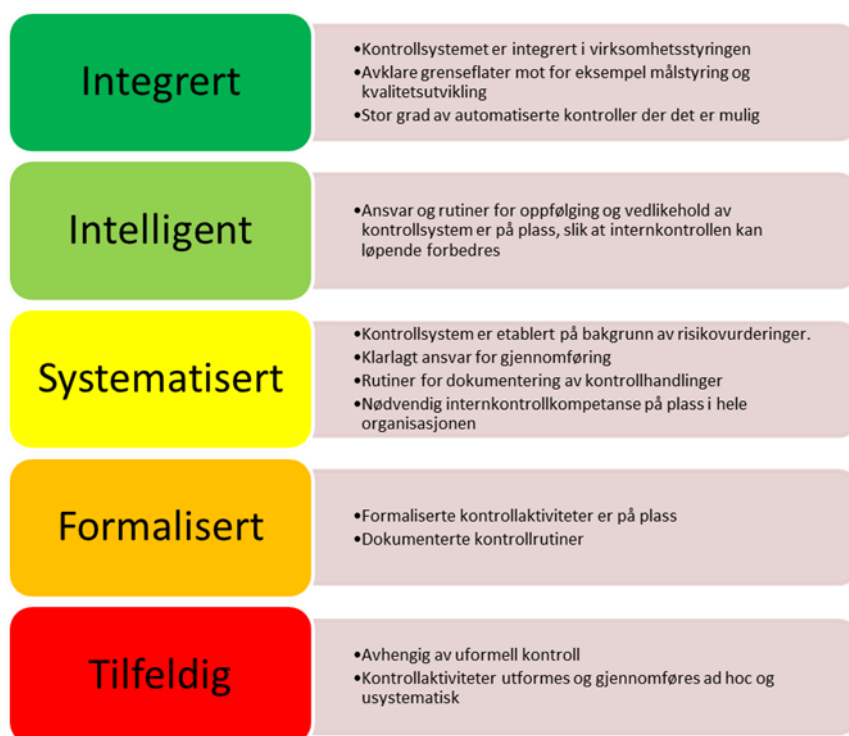 Integrert
•Kontrollsystemet er integrert i virksomhetsstyringen
•Avklare grenseflater mot for eksempel målstyring og
kvalitetsutvikling
•Stor grad av automatiserte kontroller der det er mulig
Intelligent
•Ansvar og rutiner for oppfølging og vedlikehold av
kontrollsystem er på plass, slik at internkontrollen kan
løpende forbedres
Systematisert
•Kontrollsystem er etablert på bakgrunn av risikovurderinger.
•Klarlagt ansvar for gjennomføring
•Rutiner for dokumentering av kontrollhandlinger
•Nødvendig internkontrollkompetanse på plass i hele
organisasjonen
Formalisert
•Formaliserte kontrollaktiviteter er på plass
•Dokumenterte kontrollrutiner
Tilfeldig
•Avhengig av uformell kontroll
•Kontrollaktiviteter utformes og gjennomføres ad hoc og
usystematisk